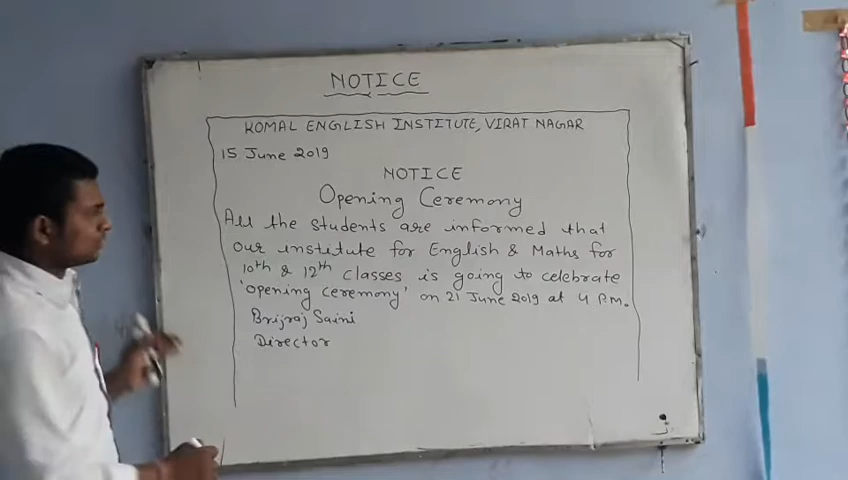 NOTICE
KOMAL ENGLISH INSTITUTE, VIRAT NAGAR
15 June 2019
NOTICE
Opening Ceremony
All the students are informed that
our institute for English & Maths for
10th & 12th classes is going to celebrate
'Opening ceremony' on 21 June 2019 at 4 P.M.
Brijraj Saini
Director